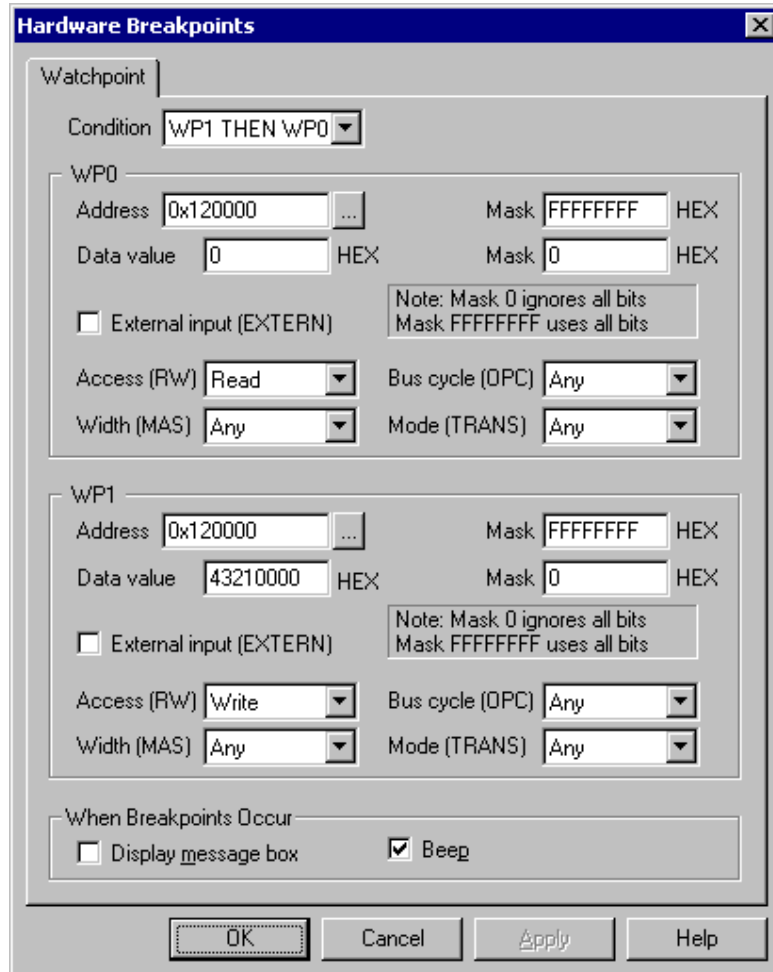 Hardware Breakpoints
Watchpoint
Condition WP1 THEN WP0
WP0
Address 0x120000 ... Mask FFFFFFFF HEX
Data value 0 HEX Mask 0 HEX
External input (EXTERN)
Note: Mask 0 ignores all bits
Mask FFFFFFFF uses all bits
Access (RW) Read Bus cycle (OPC) Any
Width (MAS) Any Mode (TRANS) Any
WP1
Address 0x120000 ... Mask FFFFFFFF HEX
Data value 43210000 HEX Mask 0 HEX
External input (EXTERN)
Note: Mask 0 ignores all bits
Mask FFFFFFFF uses all bits
Access (RW) Write Bus cycle (OPC) Any
Width (MAS) Any Mode (TRANS) Any
When Breakpoints Occur
Display message box Beep
OK Cancel Apply Help